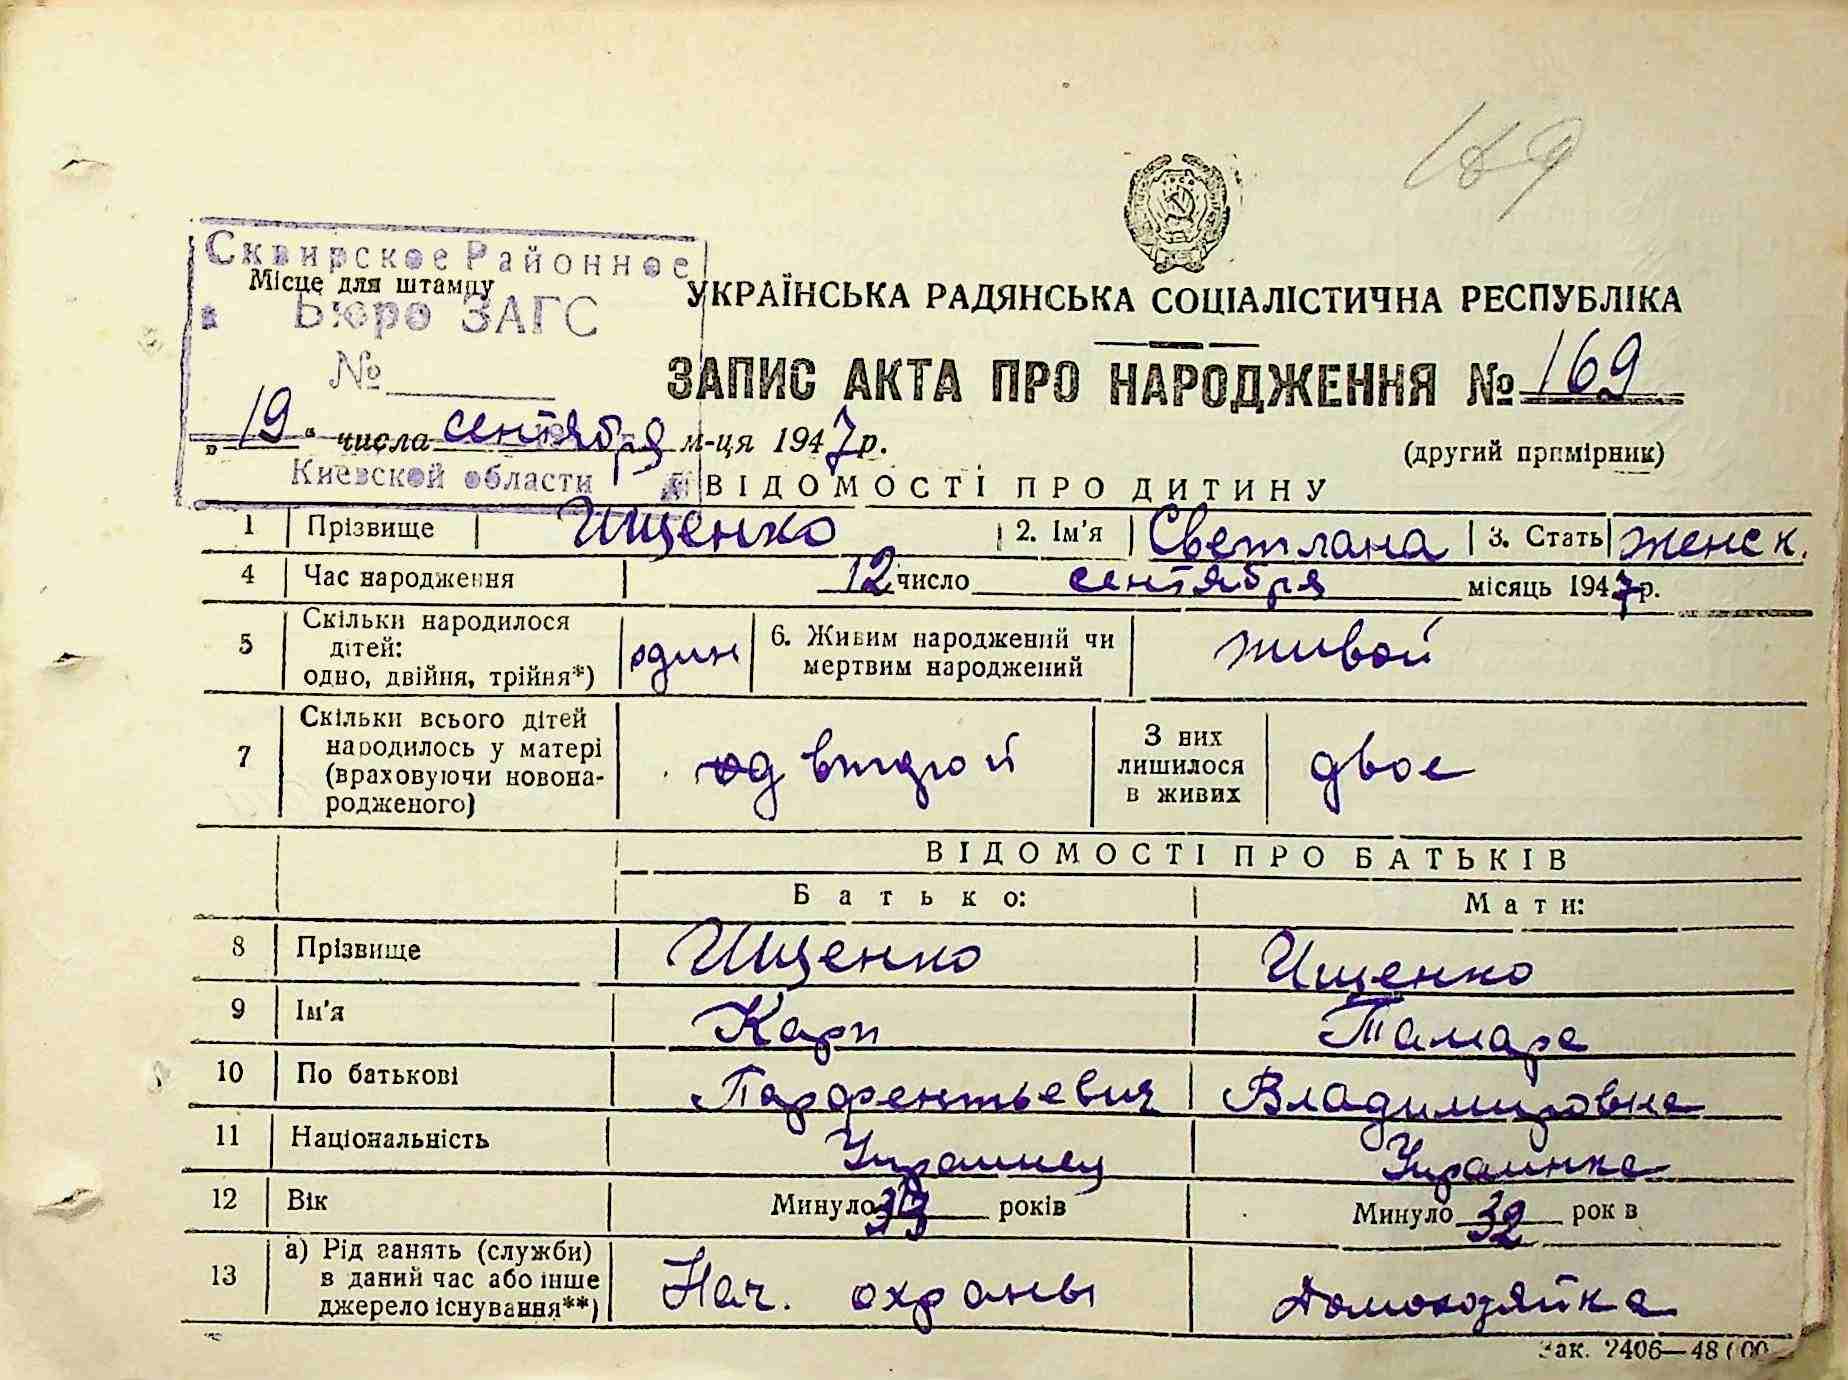 169
Сквирское Районное
Місце для штампу
Бюро ЗАГС
№
УКРАЇНСЬКА РАДЯНСЬКА СОЦІАЛІСТИЧНА РЕСПУБЛІКА
ЗАПИС АКТА ПРО НАРОДЖЕННЯ № 169
„19“ числа сентября м-ця 1947 р.
(другий примірник)
Киевской области
ВІДОМОСТІ ПРО ДИТИНУ
1 Прізвище Ищенко 2. Ім'я Светлана 3. Стать женск.
4 Час народження 12 число сентября місяць 1947 р.
5 Скільки народилося дітей: одно, двійня, трійня*) один 6. Живим народжений чи мертвим народжений живой
7 Скільки всього дітей народилось у матері (враховуючи новонародженого) второй З них лишилося в живих двое
ВІДОМОСТІ ПРО БАТЬКІВ
Батько: Мати:
8 Прізвище Ищенко Ищенко
9 Ім'я Карп Тамара
10 По батькові Парфентьевич Владимировна
11 Національність Украинец Украинка
12 Вік Минуло років Минуло 32 рок в
13 а) Рід занять (служби) в даний час або інше джерело існування**) Нач. охраны Домохозяйка
Зак. 2406—48